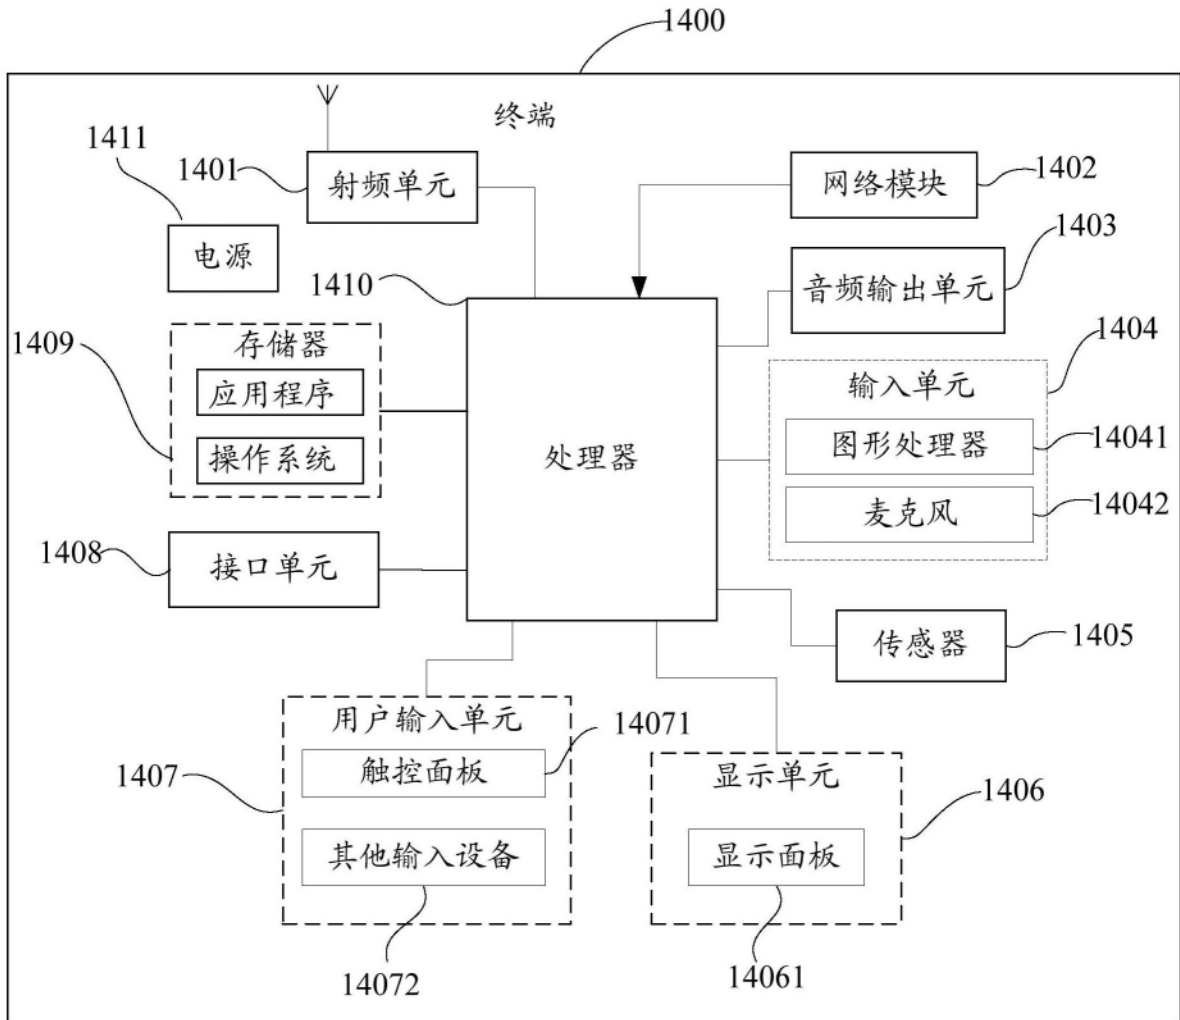 1400
终端
1411
1401
射频单元
网络模块
1402
电源
1403
音频输出单元
1410
1409
存储器
应用程序
操作系统
1404
输入单元
图形处理器
14041
麦克风
14042
处理器
1408
接口单元
传感器
1405
用户输入单元
14071
1407
触控面板
其他输入设备
14072
显示单元
1406
显示面板
14061